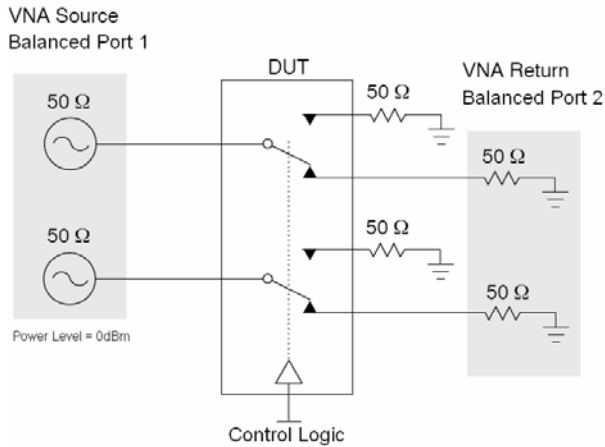 VNA Source
Balanced Port 1
50 Ω
50 Ω
Power Level = 0dBm
DUT
50 Ω
50 Ω
Control Logic
VNA Return
Balanced Port 2
50 Ω
50 Ω